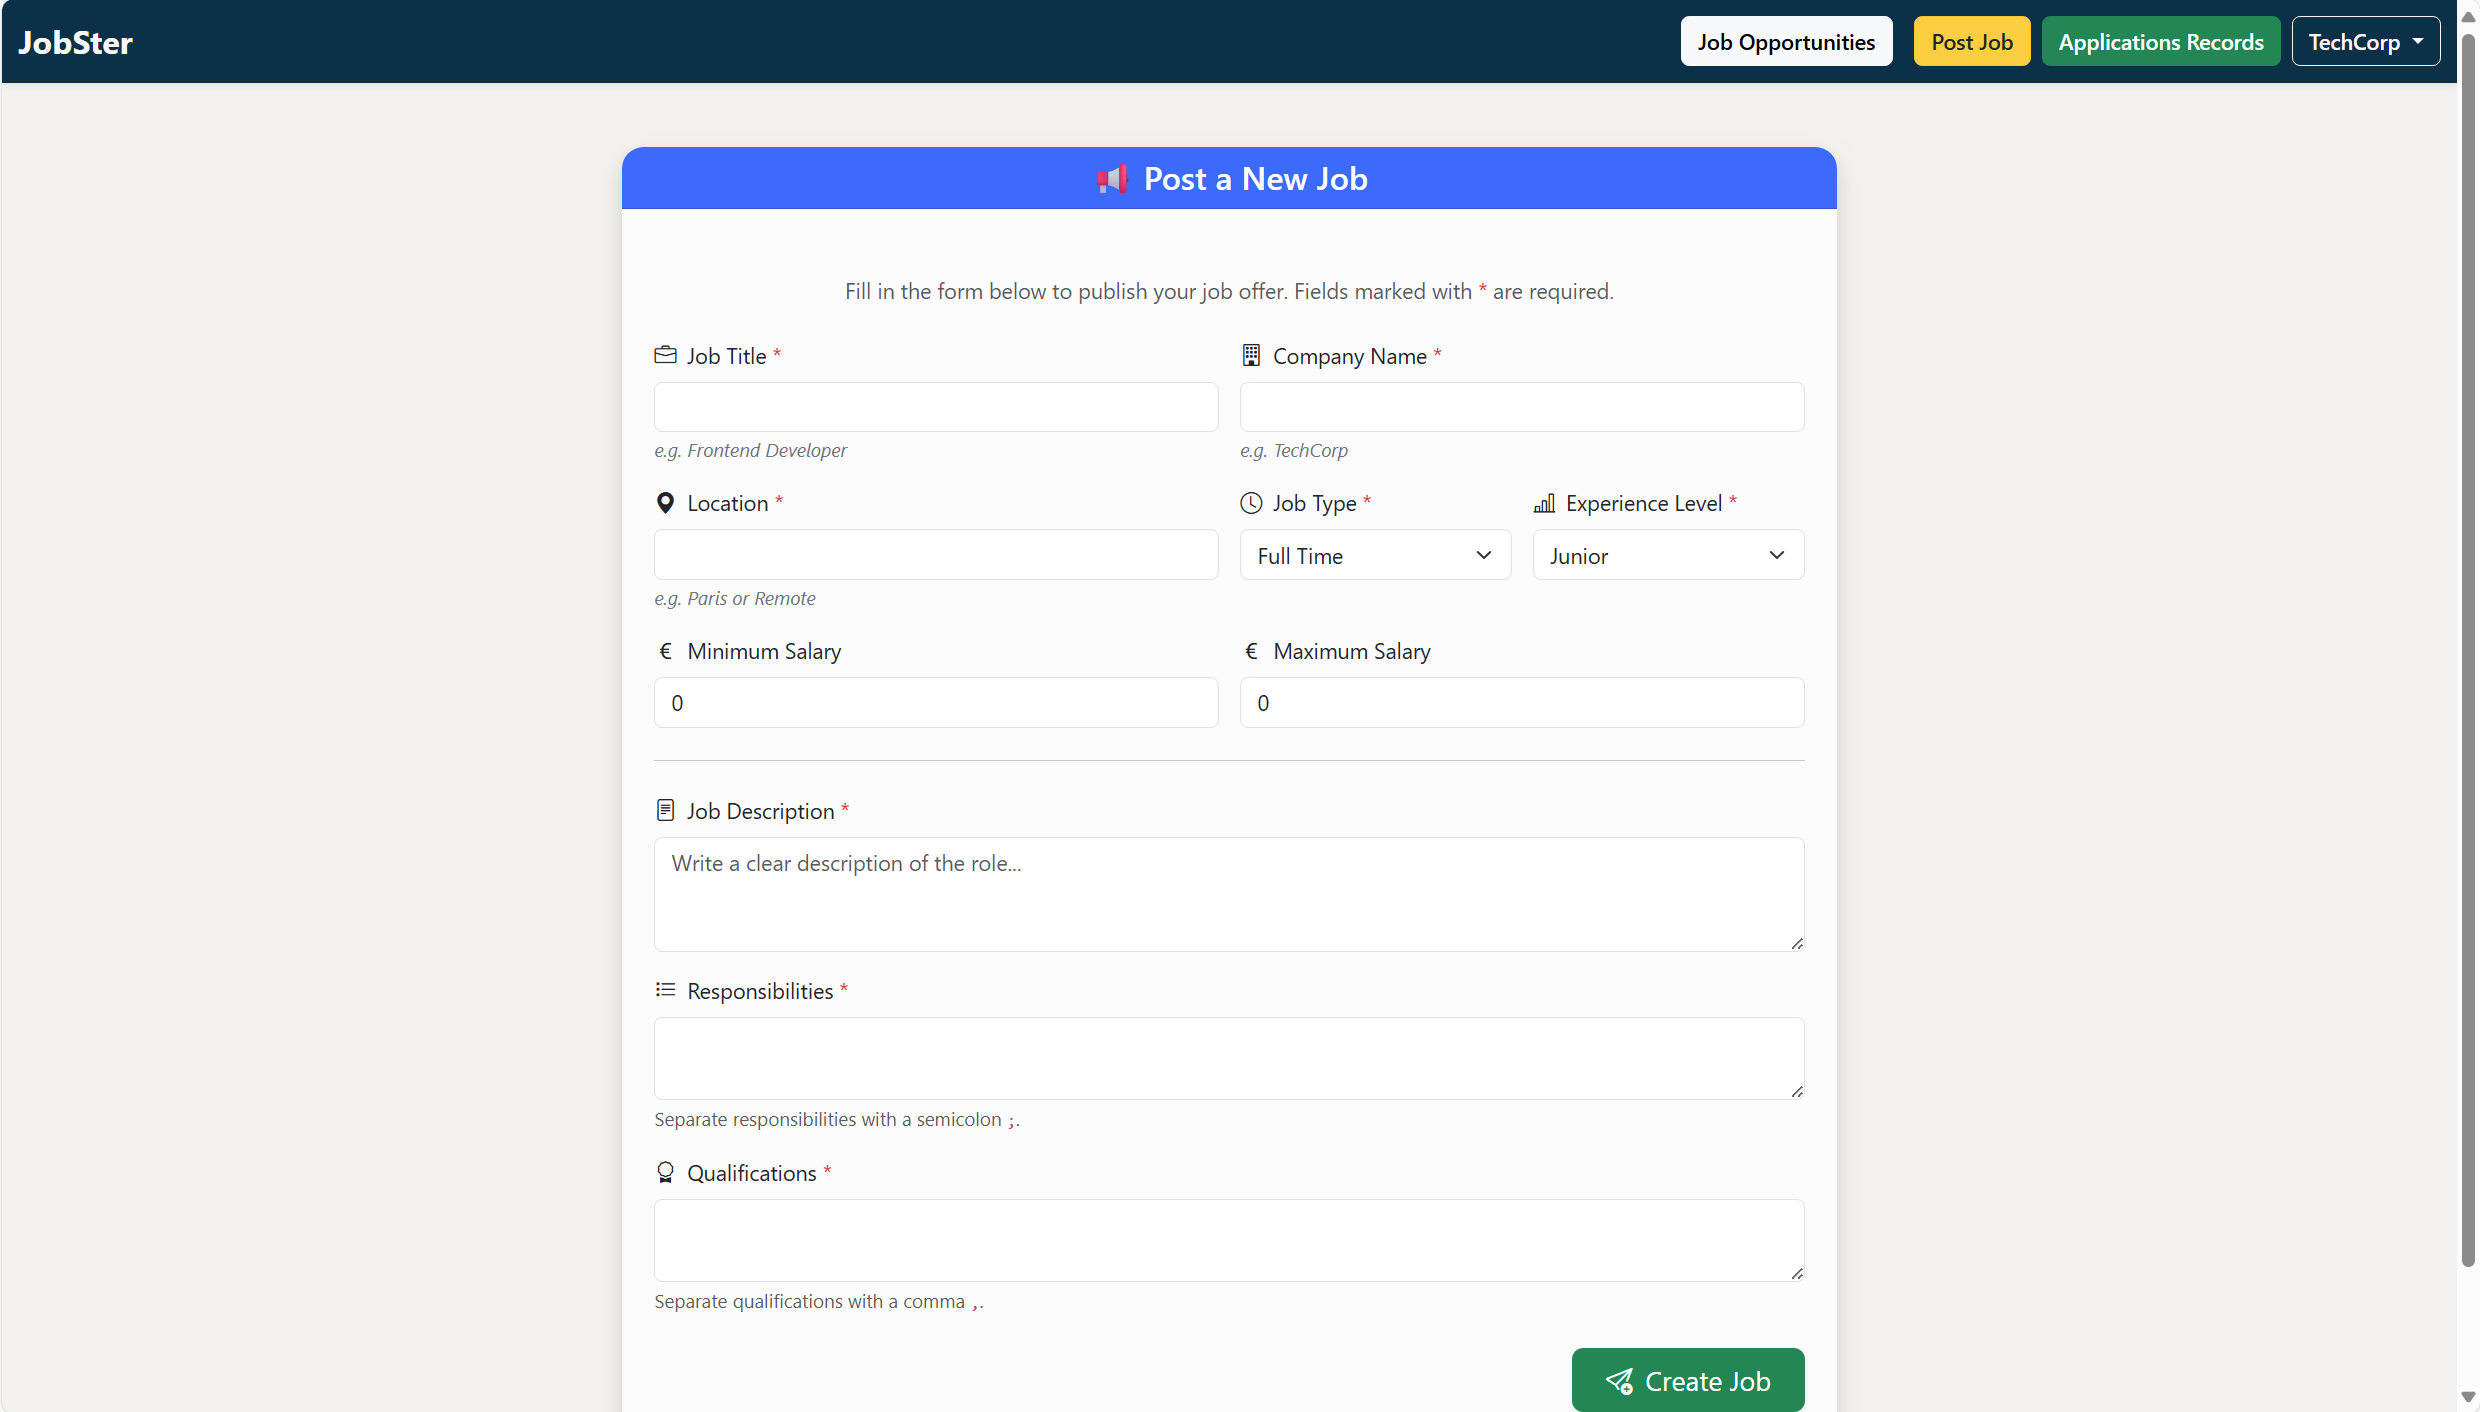 JobSter
Job Opportunities
Post Job
Applications Records
TechCorp
Post a New Job
Fill in the form below to publish your job offer. Fields marked with * are required.
Job Title *
Company Name *
e.g. Frontend Developer
e.g. TechCorp
Location *
Job Type *
Experience Level *
Full Time
Junior
e.g. Paris or Remote
€ Minimum Salary
€ Maximum Salary
0
0
Job Description *
Write a clear description of the role...
Responsibilities *
Separate responsibilities with a semicolon ;.
Qualifications *
Separate qualifications with a comma ,.
Create Job